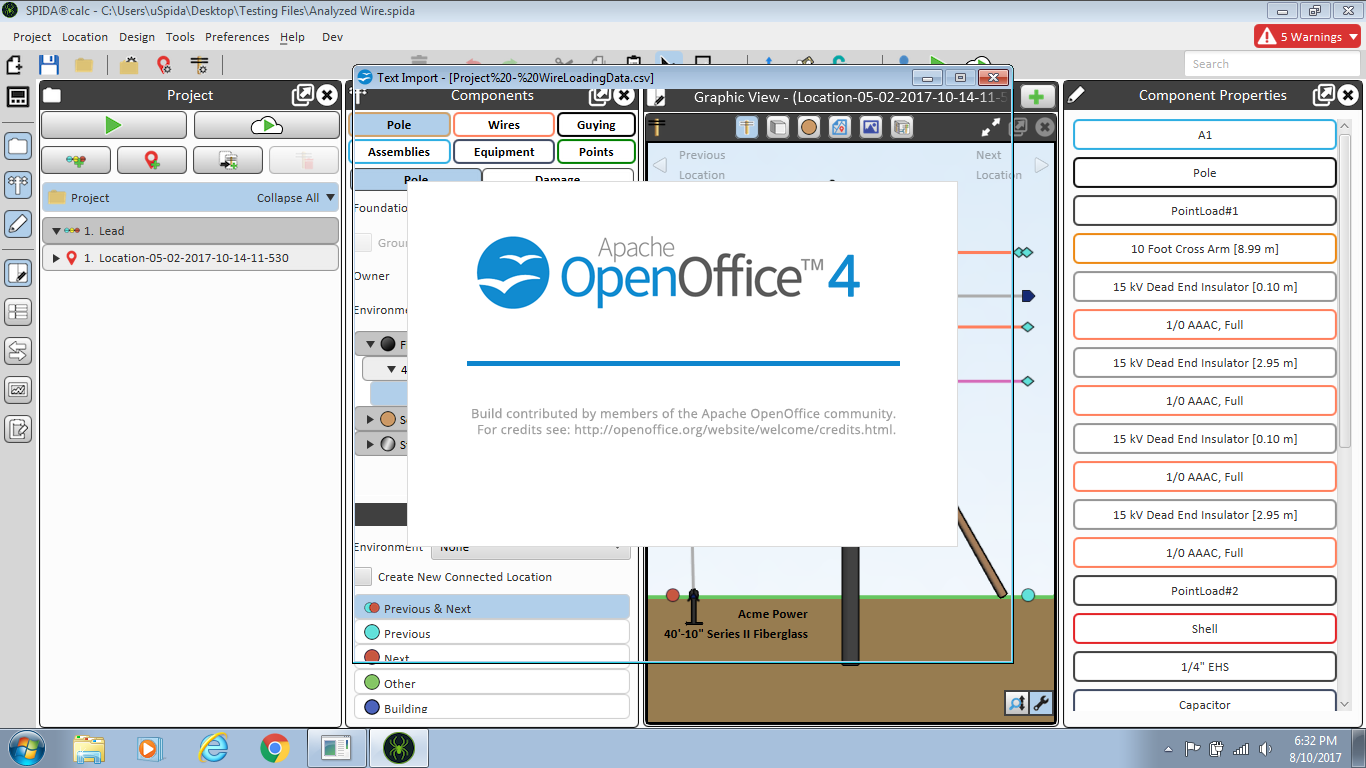 SPIDA®calc - C:\Users\uSpida\Desktop\Testing Files\Analyzed Wire.spida
Project Location Design Tools Preferences Help Dev
5 Warnings
Search
Text Import - [Project%20-%20WireLoadingData.csv]
Project
Components
Graphic View - (Location-05-02-2017-10-14-11-5
Component Properties
Pole Wires Guying
Assemblies Equipment Points
Pole Damage
Project Collapse All
1. Lead
1. Location-05-02-2017-10-14-11-530
Foundatio
Groun
Owner
Environmen
4
Previous
Location
Next
Location
Apache
OpenOffice™ 4
Build contributed by members of the Apache OpenOffice community.
For credits see: http://openoffice.org/website/welcome/credits.html.
Environment None
Create New Connected Location
Previous & Next
Previous
Next
Other
Building
Acme Power
40'-10" Series II Fiberglass
A1
Pole
PointLoad#1
10 Foot Cross Arm [8.99 m]
15 kV Dead End Insulator [0.10 m]
1/0 AAAC, Full
15 kV Dead End Insulator [2.95 m]
1/0 AAAC, Full
15 kV Dead End Insulator [0.10 m]
1/0 AAAC, Full
15 kV Dead End Insulator [2.95 m]
1/0 AAAC, Full
PointLoad#2
Shell
1/4" EHS
Capacitor
6:32 PM
8/10/2017